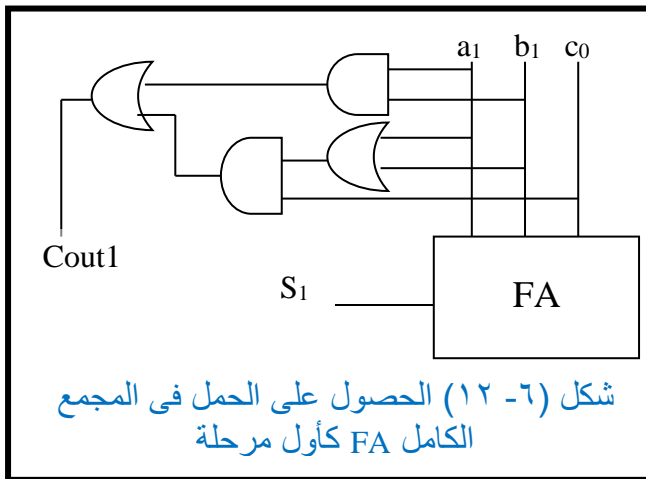 a1 b1 c0
Cout1
S1
FA
شكل (٦- ١٢) الحصول على الحمل فى المجمع
الكامل FA كأول مرحلة